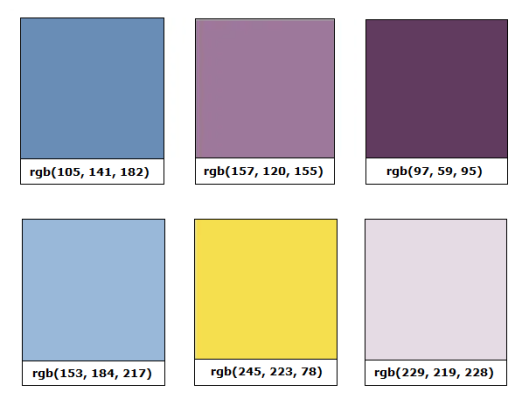 rgb(105, 141, 182)
rgb(157, 120, 155)
rgb(97, 59, 95)
rgb(153, 184, 217)
rgb(245, 223, 78)
rgb(229, 219, 228)